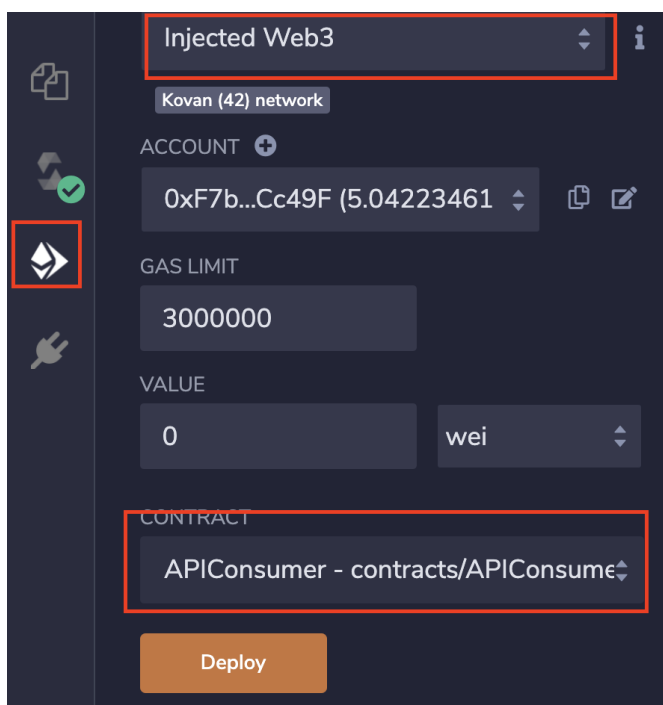 Injected Web3
Kovan (42) network
ACCOUNT
0xF7b...Cc49F (5.04223461
GAS LIMIT
3000000
VALUE
0 wei
CONTRACT
APIConsumer - contracts/APIConsume
Deploy